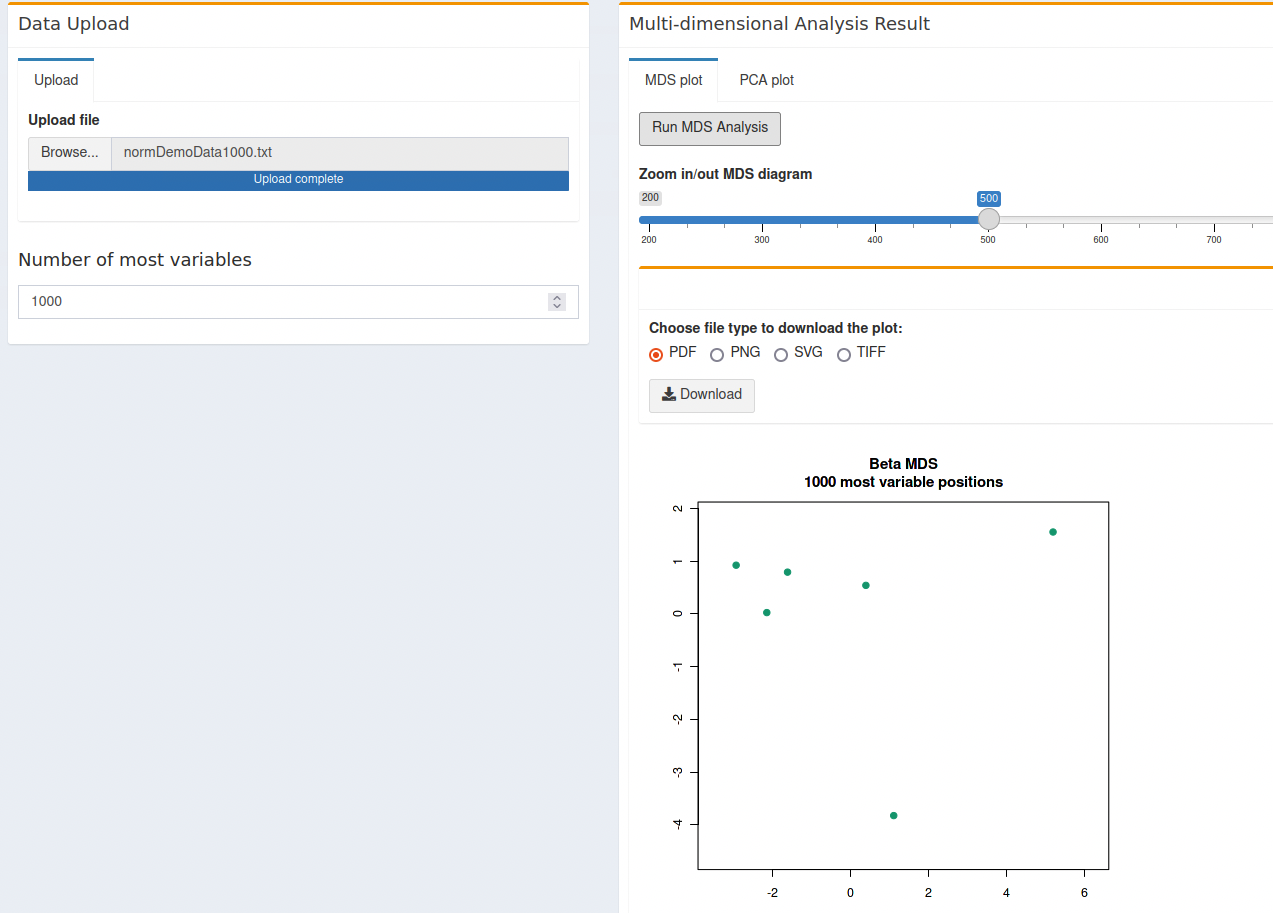 Data Upload
Upload
Upload file
Browse... normDemoData1000.txt
Upload complete
Number of most variables
1000
Multi-dimensional Analysis Result
MDS plot PCA plot
Run MDS Analysis
Zoom in/out MDS diagram
200 500
200 300 400 500 600 700
Choose file type to download the plot:
PDF PNG SVG TIFF
Download
Beta MDS
1000 most variable positions
2
1
0
-1
-2
-3
-4
-2 0 2 4 6